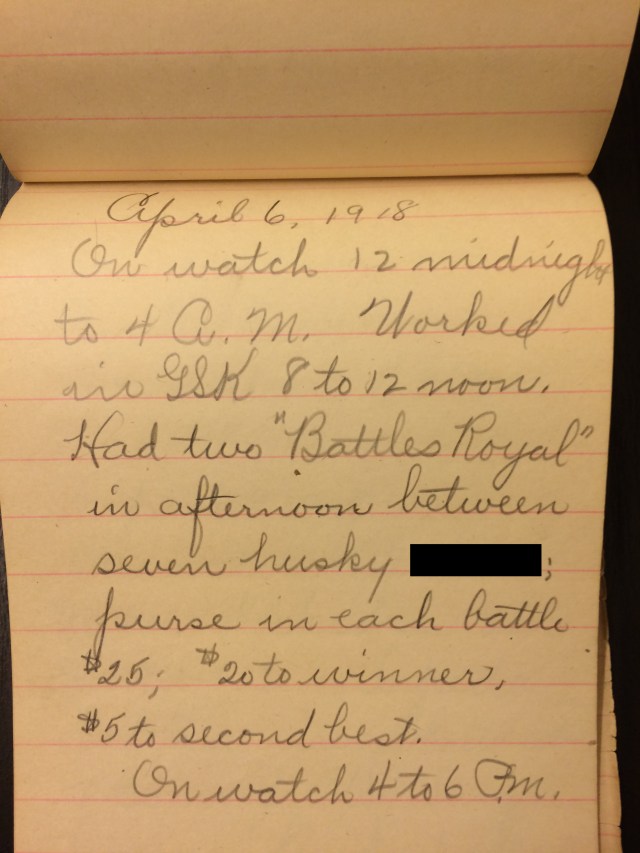 April 6, 1918
On watch 12 midnight
to 4 A.M. Worked
in GSK 8 to 12 noon.
Had two "Battles Royal"
in afternoon between
seven husky ;
purse in each battle
$25; $20 to winner,
$5 to second best.
On watch 4 to 6 P.m.